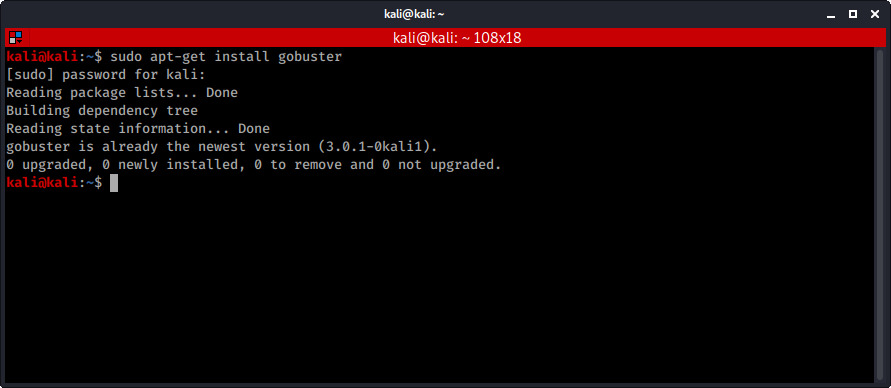 kali@kali: ~
kali@kali: ~ 108x18
kali@kali:~$ sudo apt-get install gobuster
[sudo] password for kali:
Reading package lists... Done
Building dependency tree
Reading state information... Done
gobuster is already the newest version (3.0.1-0kali1).
0 upgraded, 0 newly installed, 0 to remove and 0 not upgraded.
kali@kali:~$